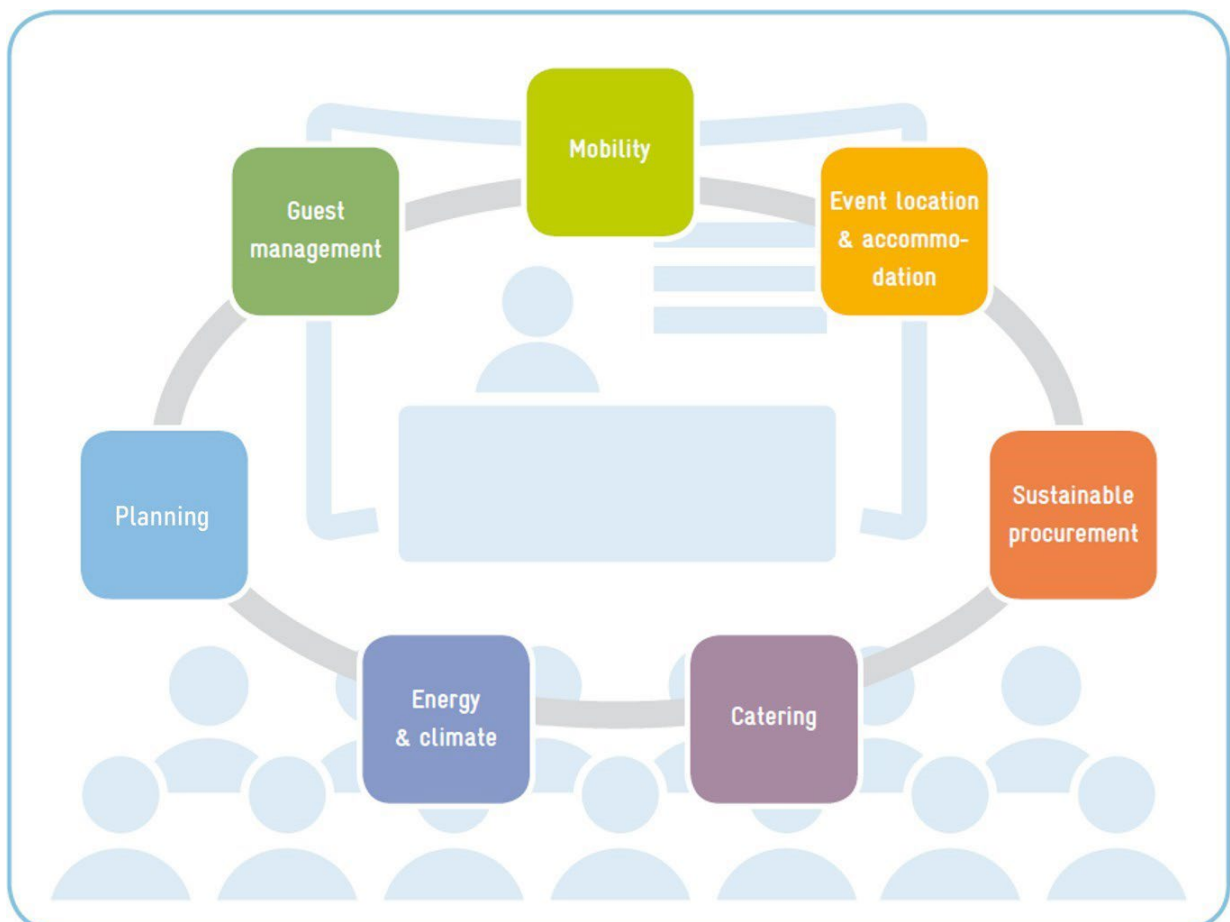 Mobility
Guest
management
Event location
& accommo-
dation
Planning
Sustainable
procurement
Energy
& climate
Catering